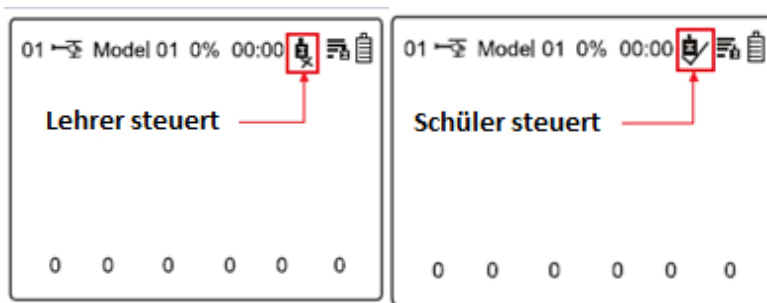 01 Model 01 0% 00:00
Lehrer steuert
0 0 0 0 0 0
01 Model 01 0% 00:00
Schüler steuert
0 0 0 0 0 0